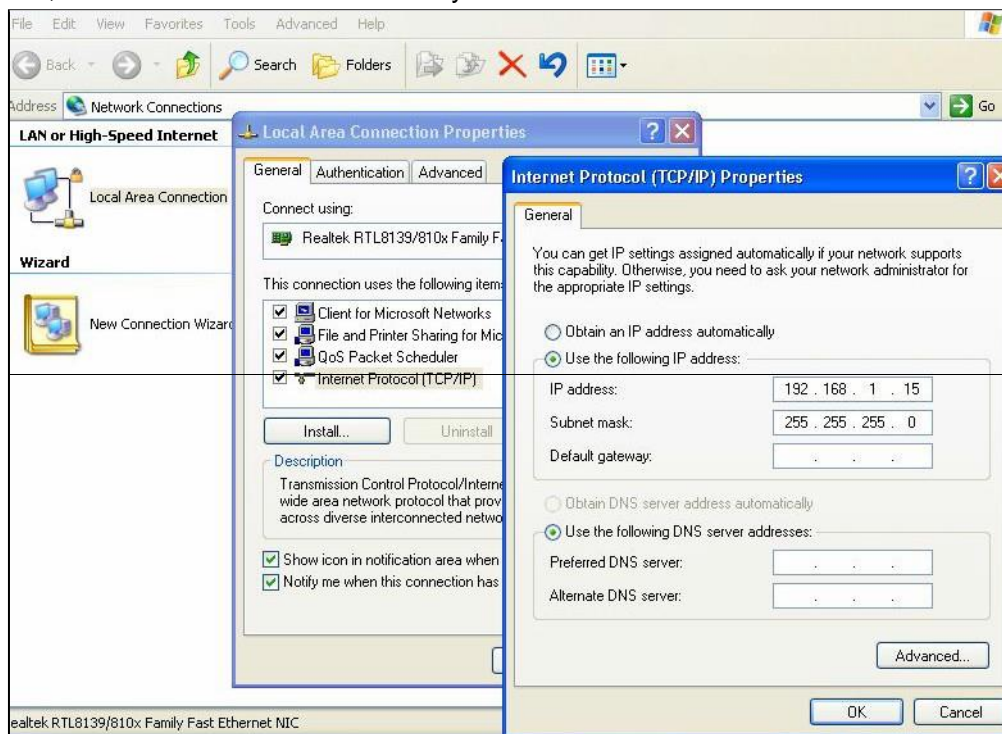 File Edit View Favorites Tools Advanced Help
Back Search Folders
Address Network Connections Go
LAN or High-Speed Internet
Local Area Connection
Wizard
New Connection Wizard
Local Area Connection Properties
General Authentication Advanced
Connect using:
Realtek RTL8139/810x Family F
This connection uses the following item
Client for Microsoft Networks
File and Printer Sharing for Mic
QoS Packet Scheduler
Internet Protocol (TCP/IP)
Install... Uninstall
Description
Transmission Control Protocol/Interne
wide area network protocol that prov
across diverse interconnected netwo
Show icon in notification area when
Notify me when this connection has
Internet Protocol (TCP/IP) Properties
General
You can get IP settings assigned automatically if your network supports
this capability. Otherwise, you need to ask your network administrator for
the appropriate IP settings.
Obtain an IP address automatically
Use the following IP address:
IP address: 192 . 168 . 1 . 15
Subnet mask: 255 . 255 . 255 . 0
Default gateway: . . .
Obtain DNS server address automatically
Use the following DNS server addresses:
Preferred DNS server: . . .
Alternate DNS server: . . .
Advanced...
OK Cancel
ealtek RTL8139/810x Family Fast Ethernet NIC